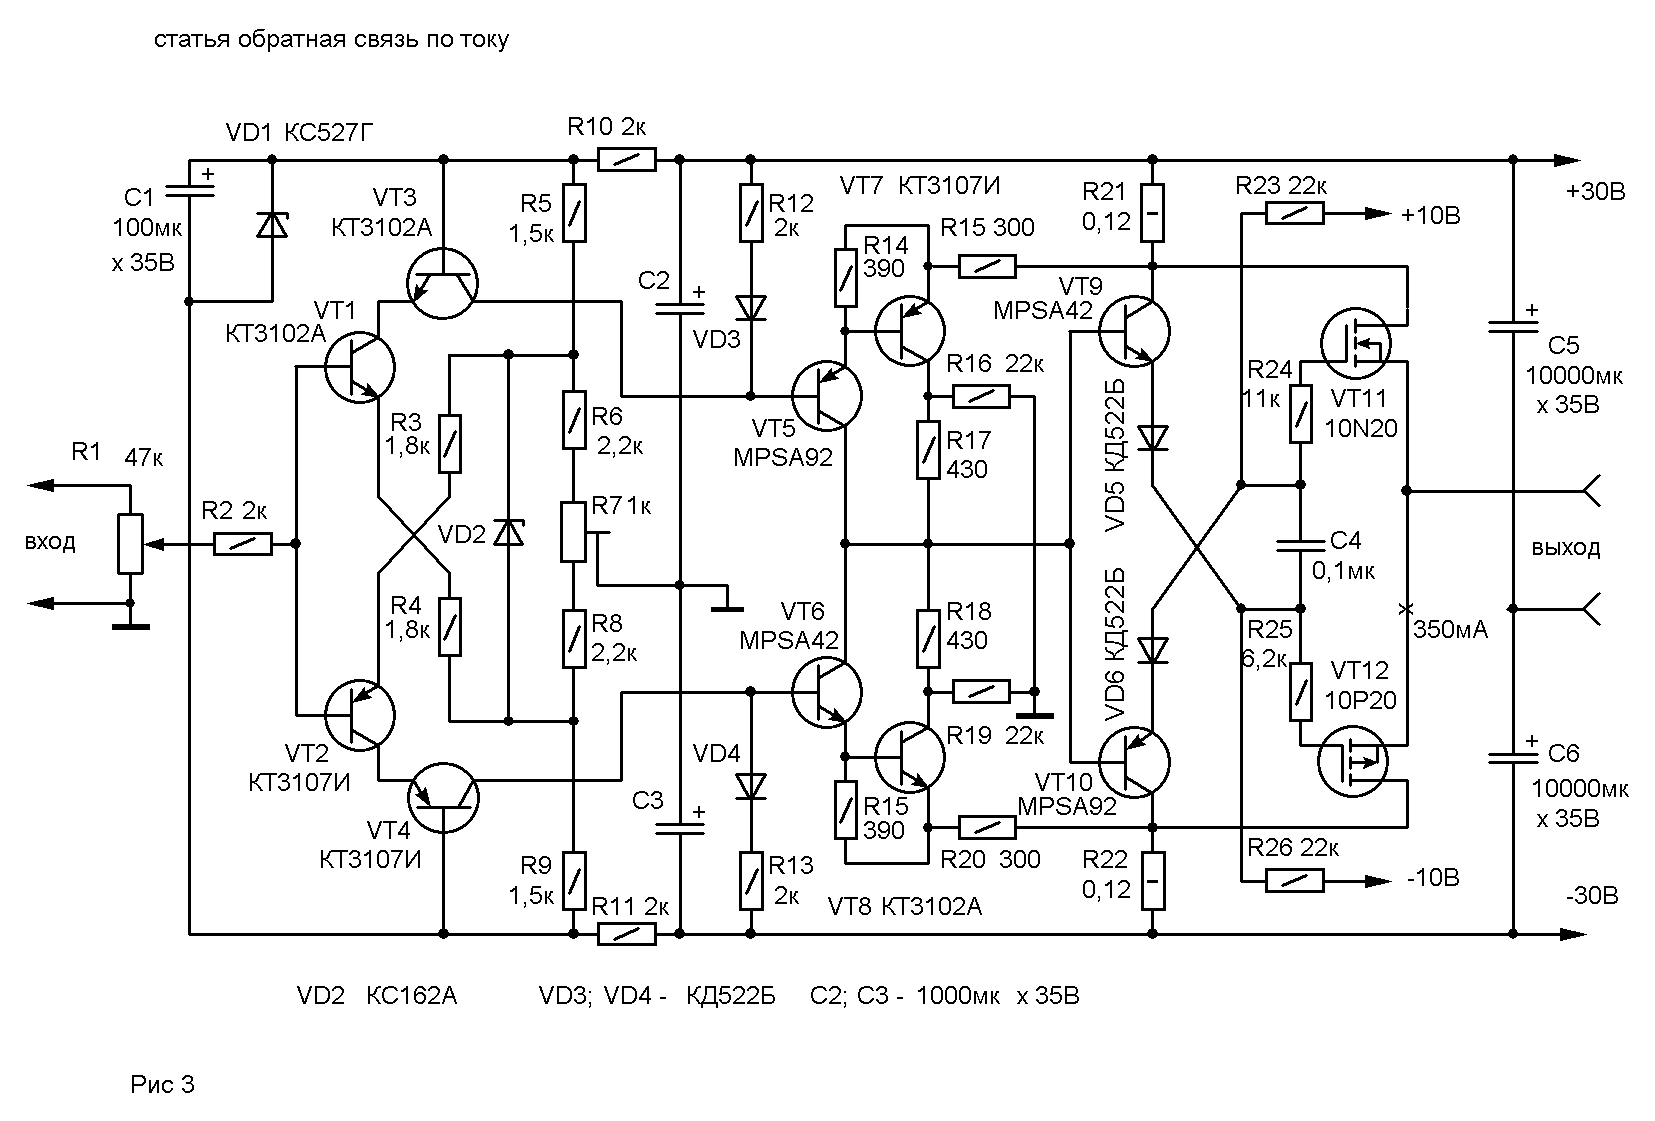 статья обратная связь по току
VD1 КС527Г
R10 2к
C1
100мк
х 35В
+
VT3
КТ3102А
R5
1,5к
R12
2к
VT7 КТ3107И
R14
390
R15 300
R21
0,12
R23 22к
+10В
+30В
VT1
КТ3102А
C2
+
VD3
VT9
MPSA42
R16 22к
R24
11к
VT11
10N20
+
C5
10000мк
х 35В
R3
1,8к
R6
2,2к
VT5
MPSA92
R17
430
VD5 КД522Б
R1 47к
вход
R2 2к
VD2
R7 1к
C4
0,1мк
выход
R4
1,8к
R8
2,2к
VT6
MPSA42
R18
430
VD6 КД522Б
R25
6,2к
х
350мА
VT12
10P20
VT2
КТ3107И
VD4
R19 22к
VT10
MPSA92
+
C6
10000мк
х 35В
VT4
КТ3107И
C3
+
R15
390
R20 300
R22
0,12
R26 22к
-10В
-30В
R9
1,5к
R11 2к
R13
2к
VT8 КТ3102А
VD2 КС162А
VD3; VD4 - КД522Б
C2; C3 - 1000мк х 35В
Рис 3